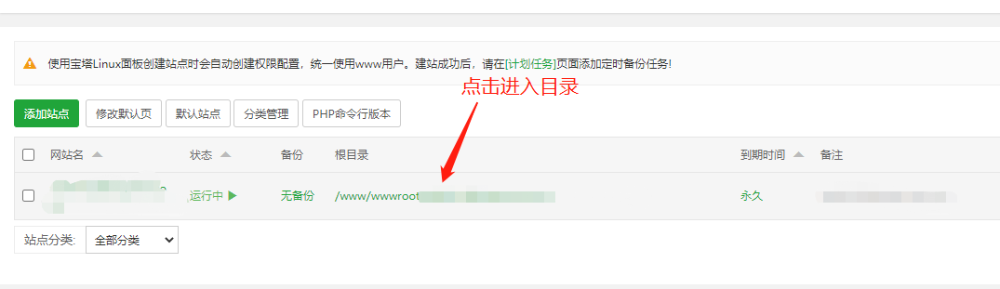 使用宝塔Linux面板创建站点时会自动创建权限配置，统一使用www用户。建站成功后，请在[计划任务]页面添加定时备份任务!
点击进入目录
添加站点 修改默认页 默认站点 分类管理 PHP命令行版本
网站名 状态 备份 根目录 到期时间 备注
运行中 无备份 /www/wwwroot 永久
站点分类: 全部分类